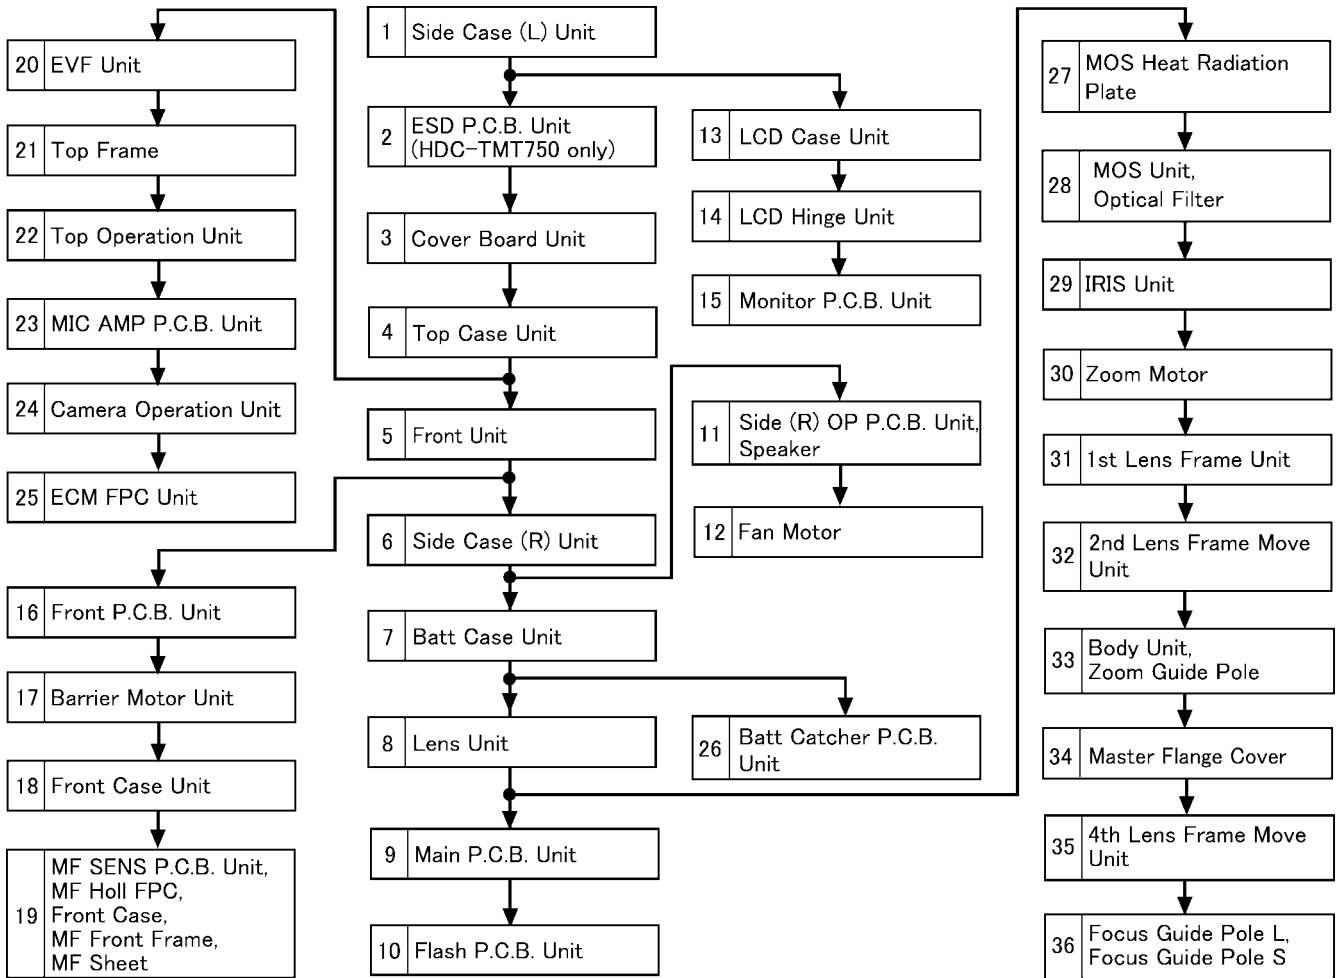 1 Side Case (L) Unit
2 ESD P.C.B. Unit
(HDC-TMT750 only)
3 Cover Board Unit
4 Top Case Unit
5 Front Unit
6 Side Case (R) Unit
7 Batt Case Unit
8 Lens Unit
9 Main P.C.B. Unit
10 Flash P.C.B. Unit
11 Side (R) OP P.C.B. Unit,
Speaker
12 Fan Motor
13 LCD Case Unit
14 LCD Hinge Unit
15 Monitor P.C.B. Unit
16 Front P.C.B. Unit
17 Barrier Motor Unit
18 Front Case Unit
19 MF SENS P.C.B. Unit,
MF Holl FPC,
Front Case,
MF Front Frame,
MF Sheet
20 EVF Unit
21 Top Frame
22 Top Operation Unit
23 MIC AMP P.C.B. Unit
24 Camera Operation Unit
25 ECM FPC Unit
26 Batt Catcher P.C.B.
Unit
27 MOS Heat Radiation
Plate
28 MOS Unit,
Optical Filter
29 IRIS Unit
30 Zoom Motor
31 1st Lens Frame Unit
32 2nd Lens Frame Move
Unit
33 Body Unit,
Zoom Guide Pole
34 Master Flange Cover
35 4th Lens Frame Move
Unit
36 Focus Guide Pole L,
Focus Guide Pole S